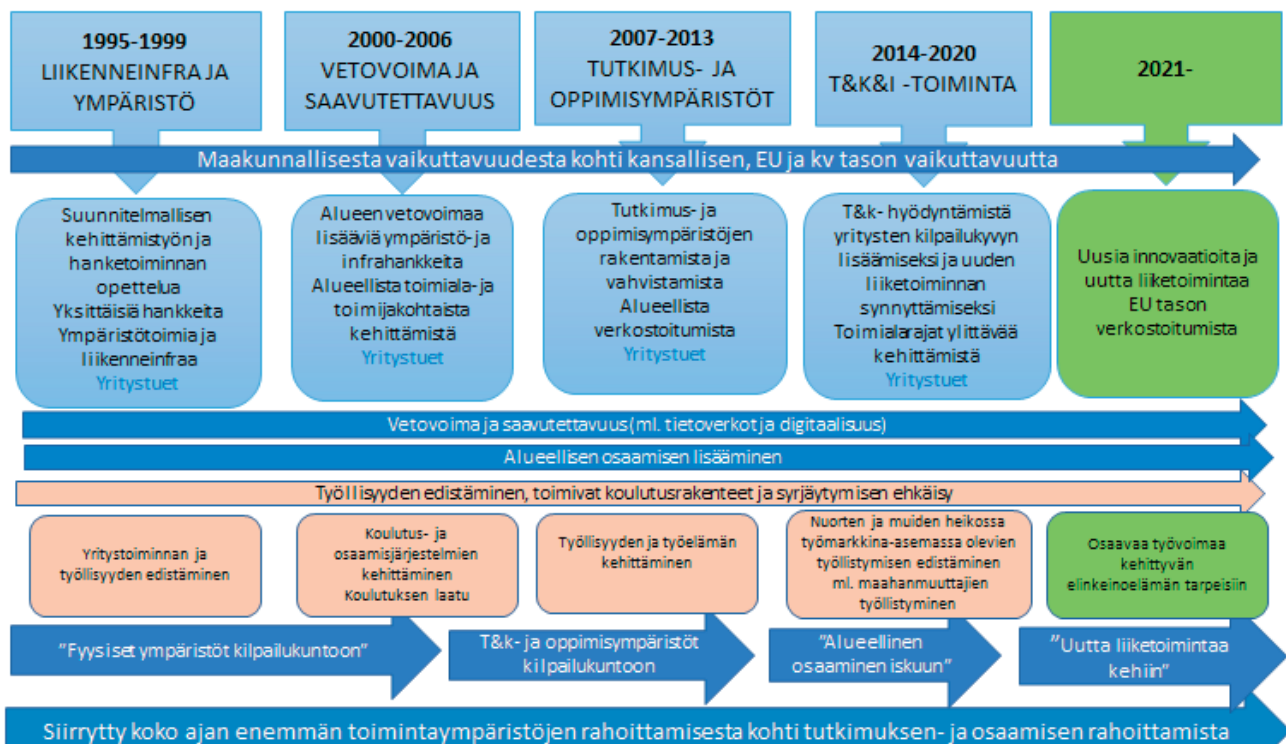 1995-1999
LIIKENNEINFRA JA
YMPÄRISTÖ
2000-2006
VETOVOIMA JA
SAAVUTETTAVUUS
2007-2013
TUTKIMUS- JA
OPPIMISYMPÄRISTÖT
2014-2020
T&K&I -TOIMINTA
2021-
Maakunnallisesta vaikuttavuudesta kohti kansallisen, EU ja kv tason vaikuttavuutta
Suunnitelmallisen
kehittämistyön ja
hanketoiminnan
opettelua
Yksittäisiä hankkeita
Ympäristötoimia ja
liikenneinfraa
Yritystuet
Alueen vetovoimaa
lisääviä ympäristö- ja
infrahankkeita
Alueellista toimiala- ja
toimijakohtaista
kehittämistä
Yritystuet
Tutkimus- ja
oppimisympäristöjen
rakentamista ja
vahvistamista
Alueellista
verkostoitumista
Yritystuet
T&k- hyödyntämistä
yritysten kilpailukyvyn
lisäämiseksi ja uuden
liiketoiminnan
synnyttämiseksi
Toimialarajat ylittävää
kehittämistä
Yritystuet
Uusia innovaatioita ja
uutta liiketoimintaa
EU tason
verkostoitumista
Vetovoima ja saavutettavuus (ml. tietoverkot ja digitaalisuus)
Alueellisen osaamisen lisääminen
Työllisyyden edistäminen, toimivat koulutusrakenteet ja syrjäytymisen ehkäisy
Yritystoiminnan ja
työllisyyden edistäminen
Koulutus- ja
osaamisjärjestelmien
kehittäminen
Koulutuksen laatu
Työllisyyden ja työelämän
kehittäminen
Nuorten ja muiden heikossa
työmarkkina-asemassa olevien
työllistymisen edistäminen
ml. maahanmuuttajien
työllistyminen
Osaavaa työvoimaa
kehittyvän
elinkeinoelämän tarpeisiin
"Fyysiset ympäristöt kilpailukuntoon"
T&k- ja oppimisympäristöt
kilpailukuntoon
"Alueellinen
osaaminen iskuun"
"Uutta liiketoimintaa
kehiin"
Siirrytty koko ajan enemmän toimintaympäristöjen rahoittamisesta kohti tutkimuksen- ja osaamisen rahoittamista